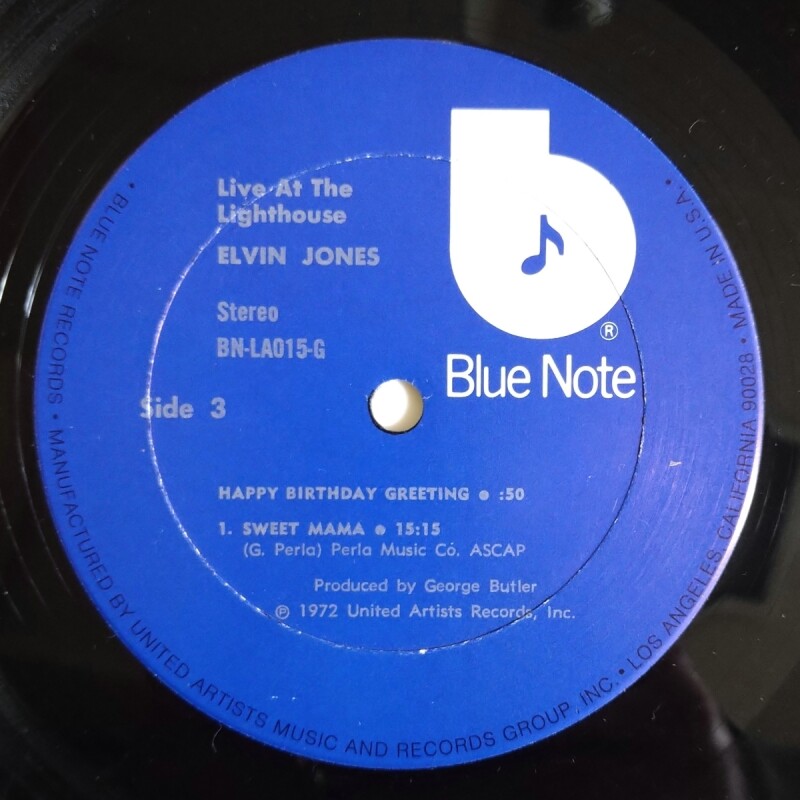 Live At The
Lighthouse
ELVIN JONES
Stereo
BN-LA015-G
Side 3
®
Blue Note
HAPPY BIRTHDAY GREETING ● :50
1. SWEET MAMA ● 15:15
(G. Perla) Perla Music Co. ASCAP
Produced by George Butler
℗ 1972 United Artists Records, Inc.
• BLUE NOTE RECORDS • MANUFACTURED BY UNITED ARTISTS MUSIC AND RECORDS GROUP, INC. • LOS ANGELES, CALIFORNIA 90028 • MADE IN U.S.A. •